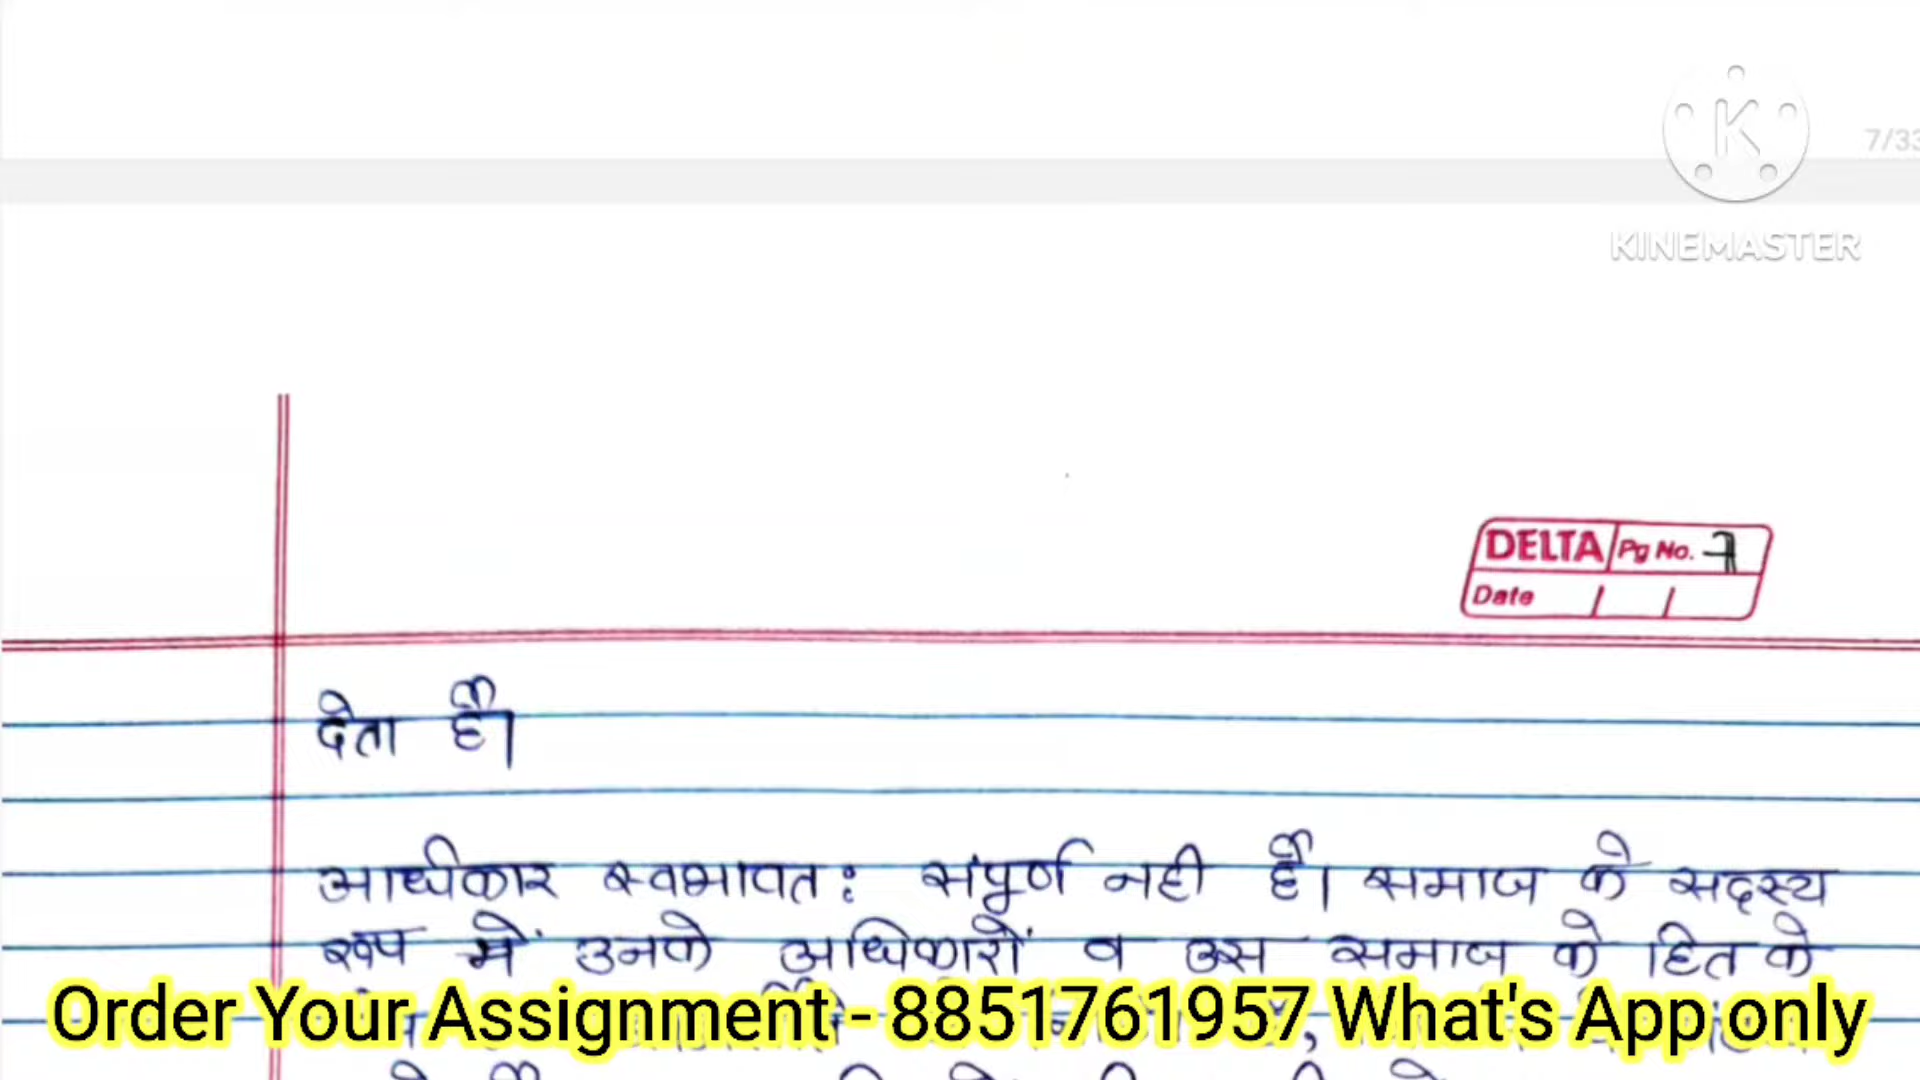 K
7/33
KINEMASTER
DELTA Pg No. 7
Date / /
देता है।
अधिकार स्वभावत: संपूर्ण नही है। समाज के सदस्य
रूप में उनके अधिकारों व उस समाज के हित के
Order Your Assignment - 8851761957, What's App only